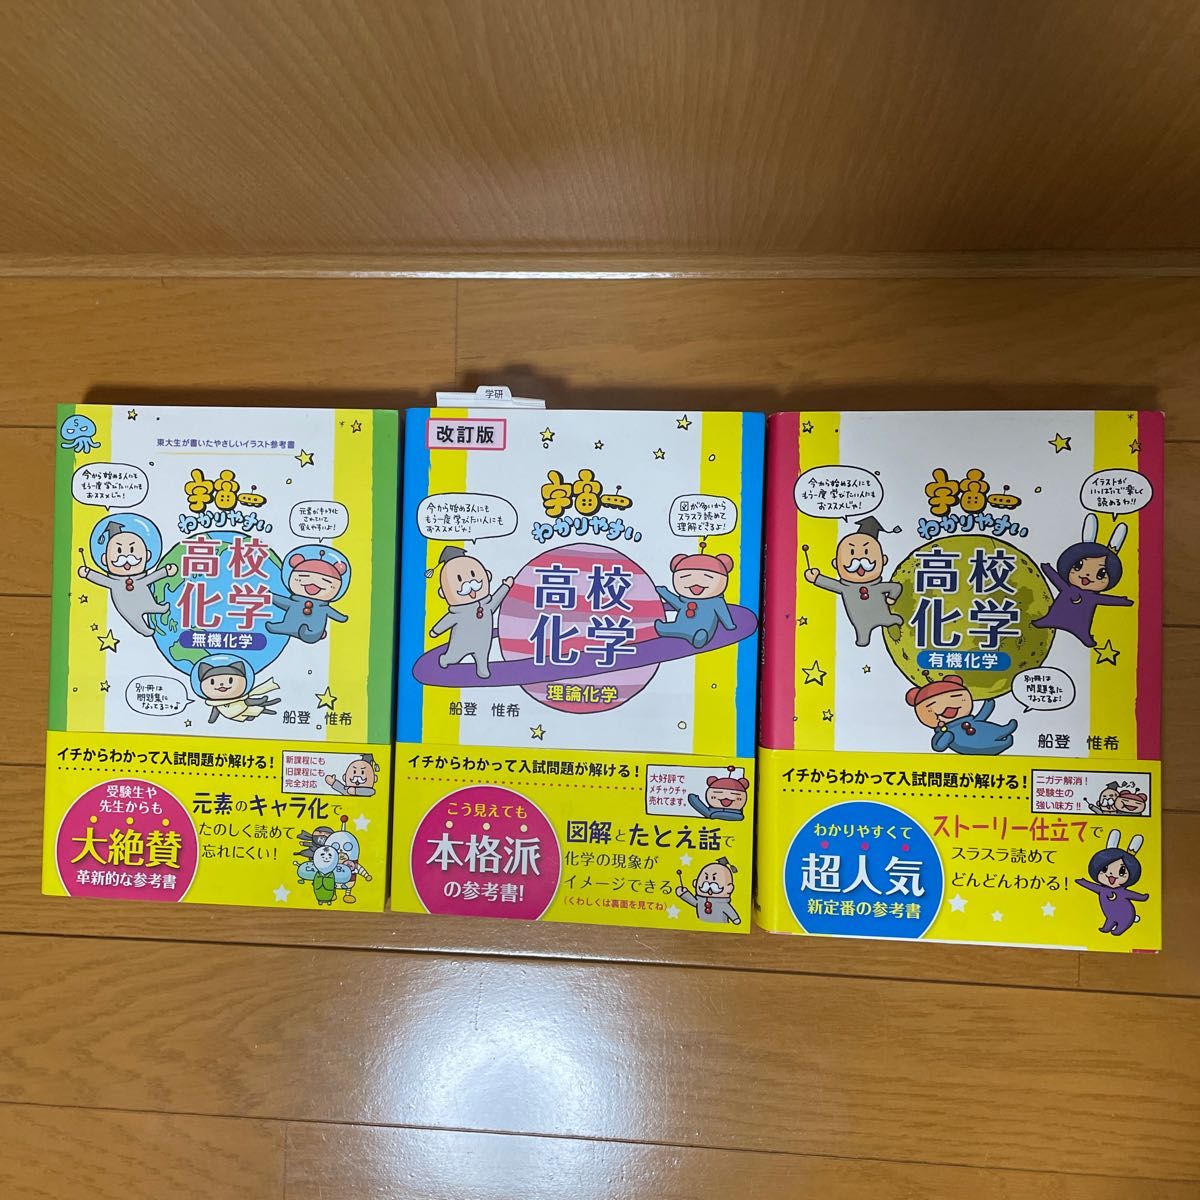 東大生が書いたやさしいイラスト参考書
今から始める人にも
もう一度学びたい人にも
おススメじゃ!
宇宙一
わかりやすい
元素がキャラ化
されていて
覚えやすいよ!
高校
化学
無機化学
別冊は
問題集に
なってるニャ♪
船登 惟希
イチからわかって入試問題が解ける!
新課程にも
旧課程にも
完全対応
受験生や
先生からも
大絶賛
革新的な参考書
元素のキャラ化で
たのしく読めて
忘れにくい!
学研
改訂版
宇宙一
わかりやすい
今から始める人にも
もう一度学びたい人にも
おススメじゃ!
図が多いから
スラスラ読めて
理解できるよ!
高校
化学
理論化学
船登 惟希
イチからわかって入試問題が解ける!
大好評で
メチャクチャ
売れてます。
こう見えても
本格派
の参考書!
図解とたとえ話で
化学の現象が
イメージできる
(くわしくは裏面を見てね)
今から始める人にも
もう一度学びたい人にも
おススメじゃ!
宇宙一
わかりやすい
イラストが
いっぱいで楽しく
読めるわ!!
高校
化学
有機化学
別冊は
問題集に
なってるよ!
船登 惟希
イチからわかって入試問題が解ける!
ニガテ解消!
受験生の
強い味方!!
わかりやすくて
超人気
新定番の参考書
ストーリー仕立てで
スラスラ読めて
どんどんわかる!